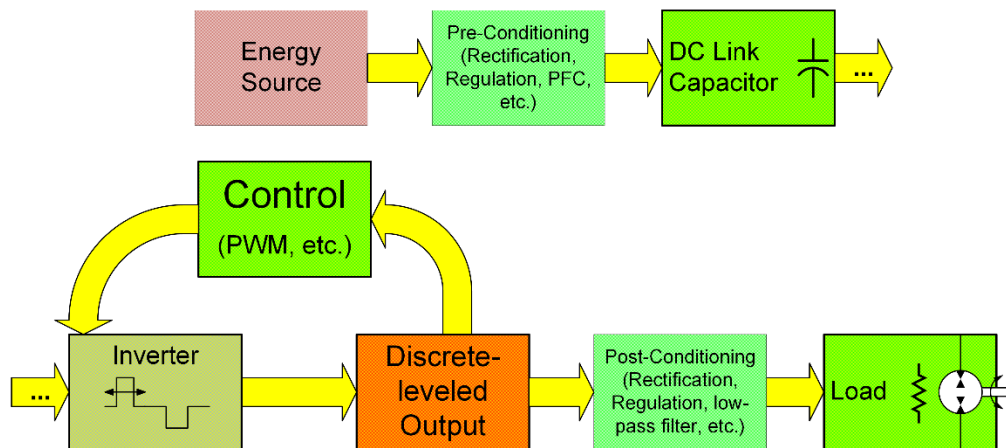 Energy
Source
Pre-Conditioning
(Rectification,
Regulation, PFC,
etc.)
DC Link
Capacitor
...
Control
(PWM, etc.)
...
Inverter
Discrete-
leveled
Output
Post-Conditioning
(Rectification,
Regulation, low-
pass filter, etc.)
Load